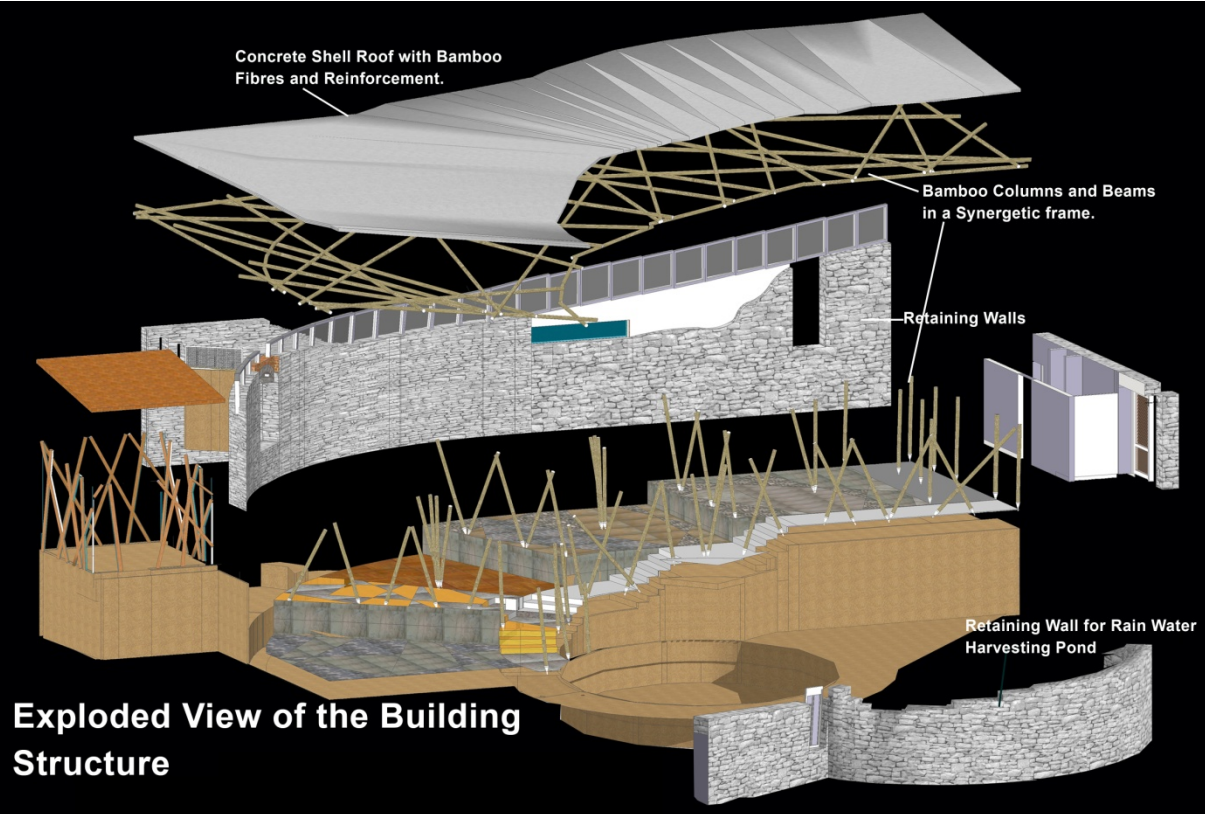 Concrete Shell Roof with Bamboo
Fibres and Reinforcement.
Bamboo Columns and Beams
in a Synergetic frame.
Retaining Walls
Retaining Wall for Rain Water
Harvesting Pond
Exploded View of the Building
Structure